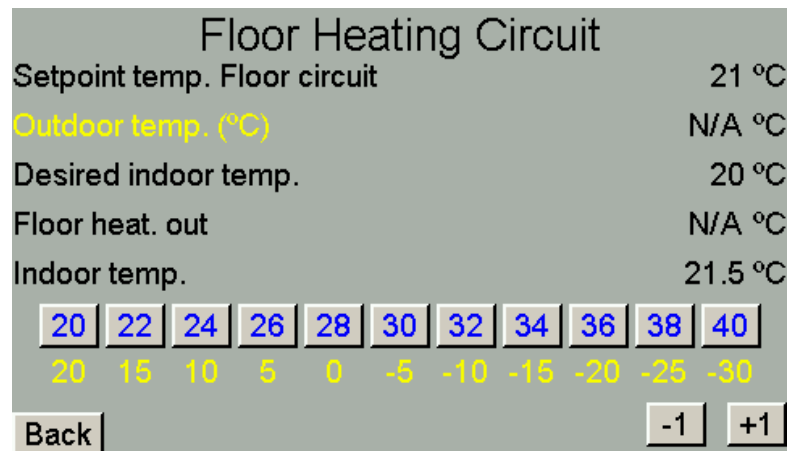 Floor Heating Circuit
Setpoint temp. Floor circuit 21 ºC
Outdoor temp. (ºC) N/A ºC
Desired indoor temp. 20 ºC
Floor heat. out N/A ºC
Indoor temp. 21.5 ºC
20 22 24 26 28 30 32 34 36 38 40
20 15 10 5 0 -5 -10 -15 -20 -25 -30
Back -1 +1